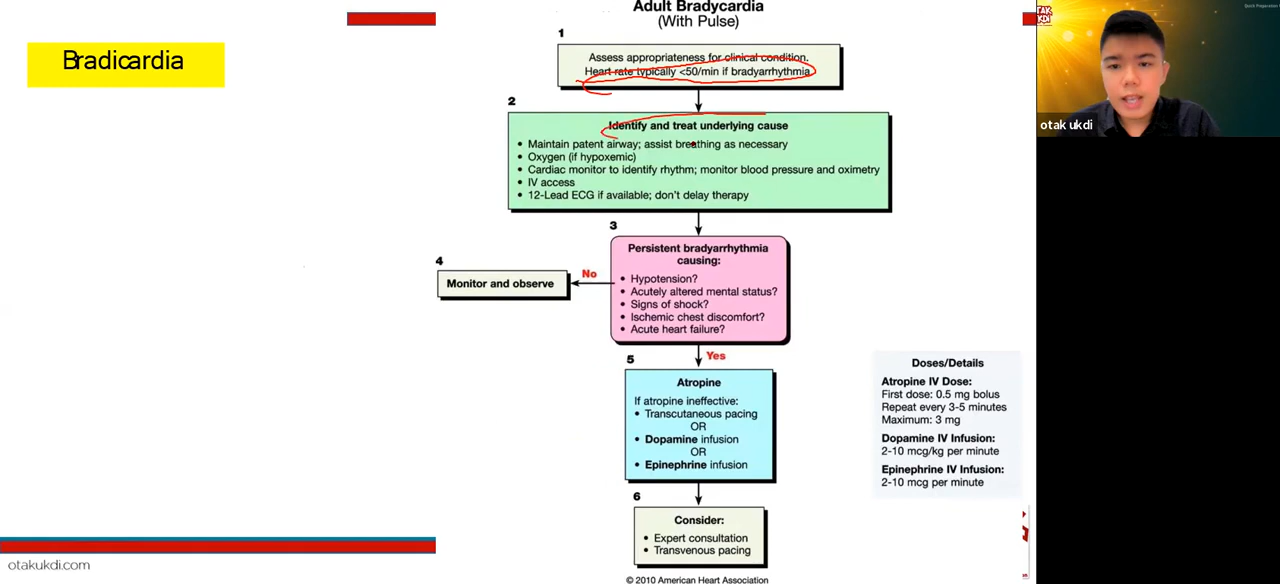 Bradicardia
Adult Bradycardia
(With Pulse)
1
Assess appropriateness for clinical condition.
Heart rate typically <50/min if bradyarrhythmia.
2
Identify and treat underlying cause
• Maintain patent airway; assist breathing as necessary
• Oxygen (if hypoxemic)
• Cardiac monitor to identify rhythm; monitor blood pressure and oximetry
• IV access
• 12-Lead ECG if available; don't delay therapy
3
Persistent bradyarrhythmia
causing:
• Hypotension?
• Acutely altered mental status?
• Signs of shock?
• Ischemic chest discomfort?
• Acute heart failure?
4
No
Monitor and observe
Yes
5
Atropine
If atropine ineffective:
• Transcutaneous pacing
OR
• Dopamine infusion
OR
• Epinephrine infusion
Doses/Details
Atropine IV Dose:
First dose: 0.5 mg bolus
Repeat every 3-5 minutes
Maximum: 3 mg
Dopamine IV Infusion:
2-10 mcg/kg per minute
Epinephrine IV Infusion:
2-10 mcg per minute
6
Consider:
• Expert consultation
• Transvenous pacing
© 2010 American Heart Association
otakukdi.com
OTAK
UKDI
otak ukdi
Quick Preparation